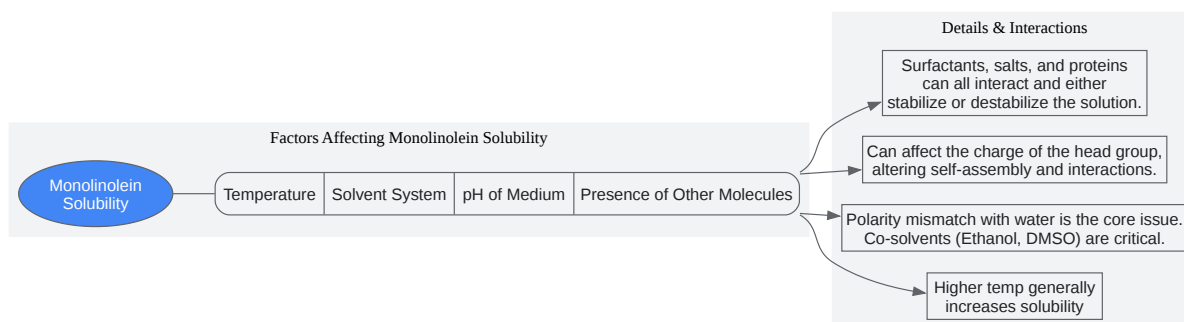 Factors Affecting Monolinolein Solubility
Monolinolein
Solubility
Temperature
Solvent System
pH of Medium
Presence of Other Molecules
Details & Interactions
Surfactants, salts, and proteins
can all interact and either
stabilize or destabilize the solution.
Can affect the charge of the head group,
altering self-assembly and interactions.
Polarity mismatch with water is the core issue.
Co-solvents (Ethanol, DMSO) are critical.
Higher temp generally
increases solubility